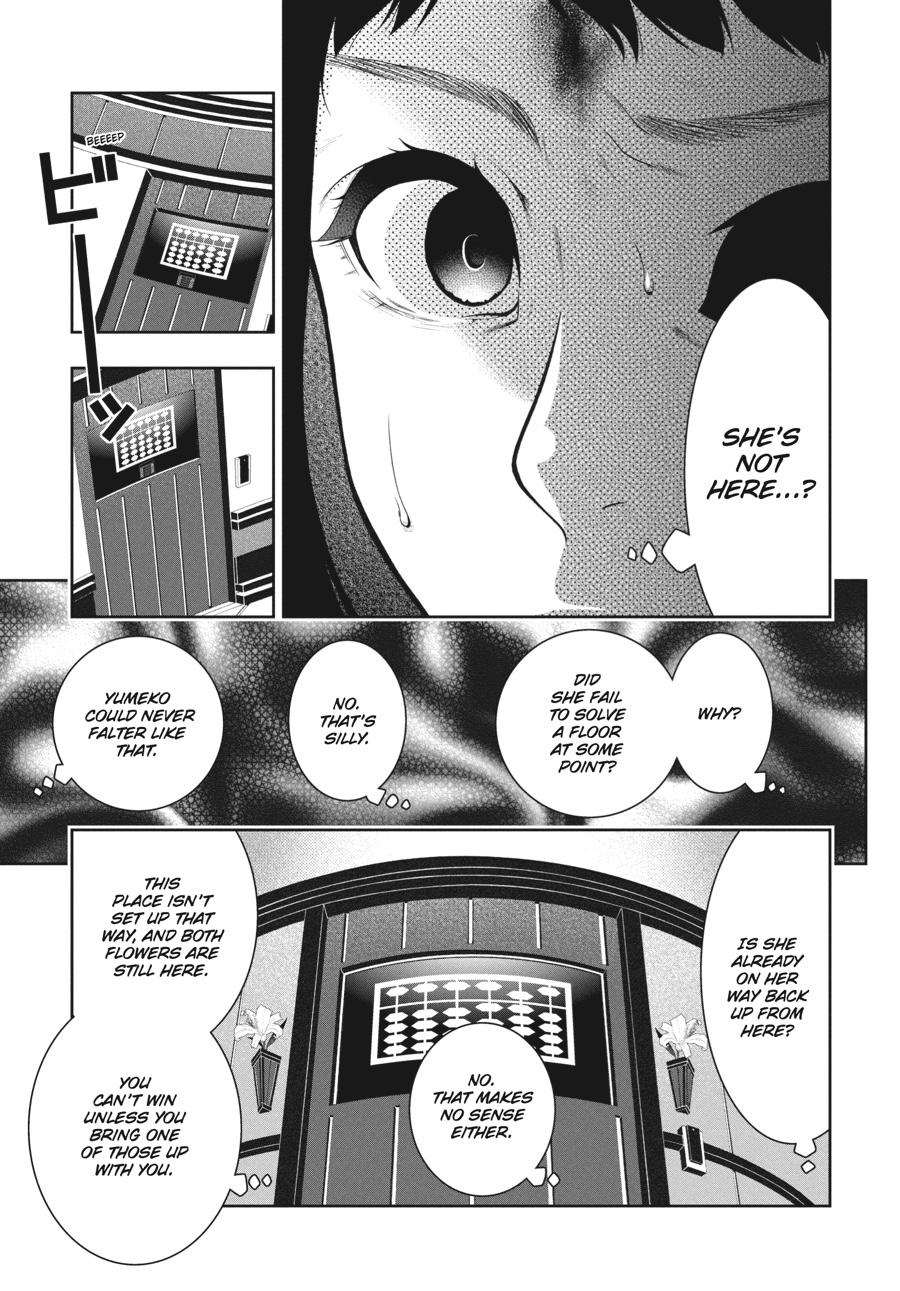 SHE'S
NOT
HERE...?
BEEEEP
ビーッ
WHY?
DID
SHE FAIL
TO SOLVE
A FLOOR
AT SOME
POINT?
NO.
THAT'S
SILLY.
YUMEKO
COULD NEVER
FALTER LIKE
THAT.
IS SHE
ALREADY
ON HER
WAY BACK
UP FROM
HERE?
NO.
THAT MAKES
NO SENSE
EITHER.
THIS
PLACE ISN'T
SET UP THAT
WAY, AND BOTH
FLOWERS ARE
STILL HERE.
YOU
CAN'T WIN
UNLESS YOU
BRING ONE
OF THOSE UP
WITH YOU.